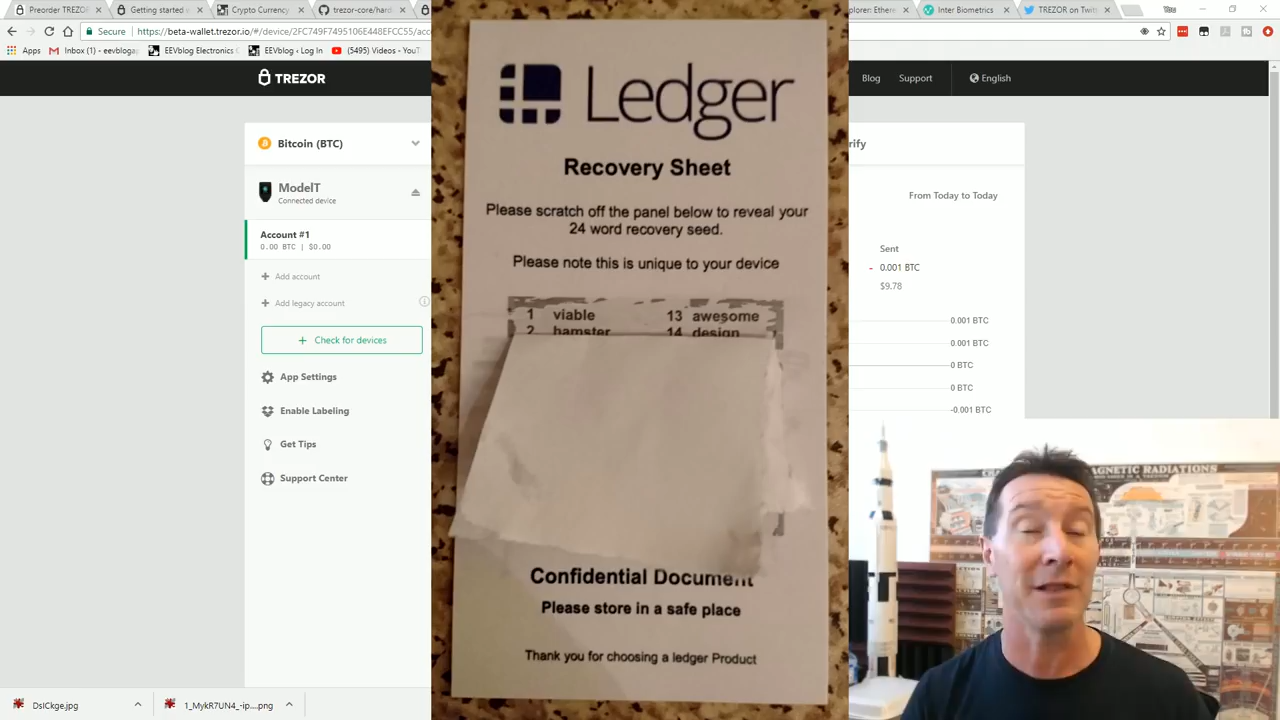 Preorder TREZOR
Getting started
Crypto Currency
trezor-core/hard
plorer: Ethere
Inter Biometrics
TREZOR on Twit
You
Secure
https://beta-wallet.trezor.io/#/device/2FC749F7495106E448EFCC55/acc
Apps
Inbox (1) - eevblog
EEVblog Electronics
EEVblog ‹ Log In
(5495) Videos - YouT
TREZOR
Blog
Support
English
Bitcoin (BTC)
ModelT
Connected device
Account #1
0.00 BTC | $0.00
Add account
Add legacy account
Check for devices
App Settings
Enable Labeling
Get Tips
Support Center
Ledger
Recovery Sheet
Please scratch off the panel below to reveal your
24 word recovery seed.
Please note this is unique to your device
1 viable 13 awesome
2 hamster 14 design
Confidential Document
Please store in a safe place
Thank you for choosing a ledger Product
rify
From Today to Today
Sent
- 0.001 BTC
$9.78
0.001 BTC
0.001 BTC
0 BTC
0 BTC
-0.001 BTC
MAGNETIC RADIATIONS
DsICkge.jpg
1_MykR7UN4_-ip....png